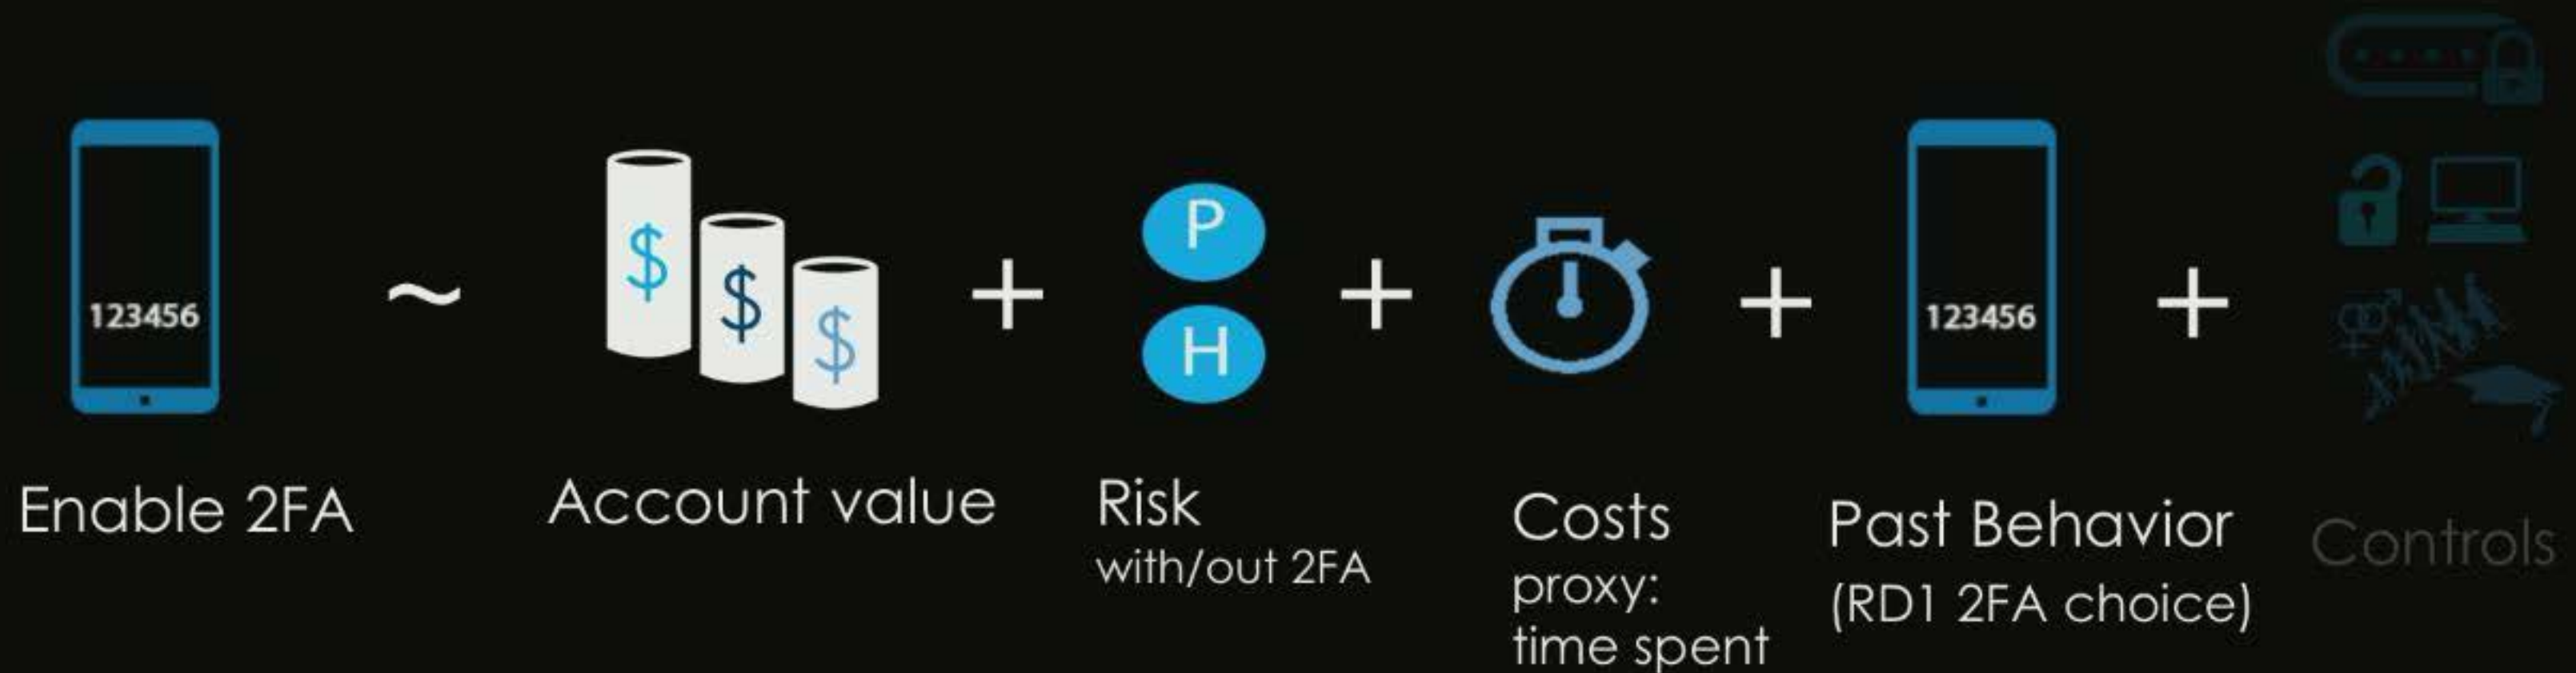 123456
~
$
$
$
+
P
H
+
+
123456
+
Enable 2FA
Account value
Risk
with/out 2FA
Costs
proxy:
time spent
Past Behavior
(RD1 2FA choice)
Controls